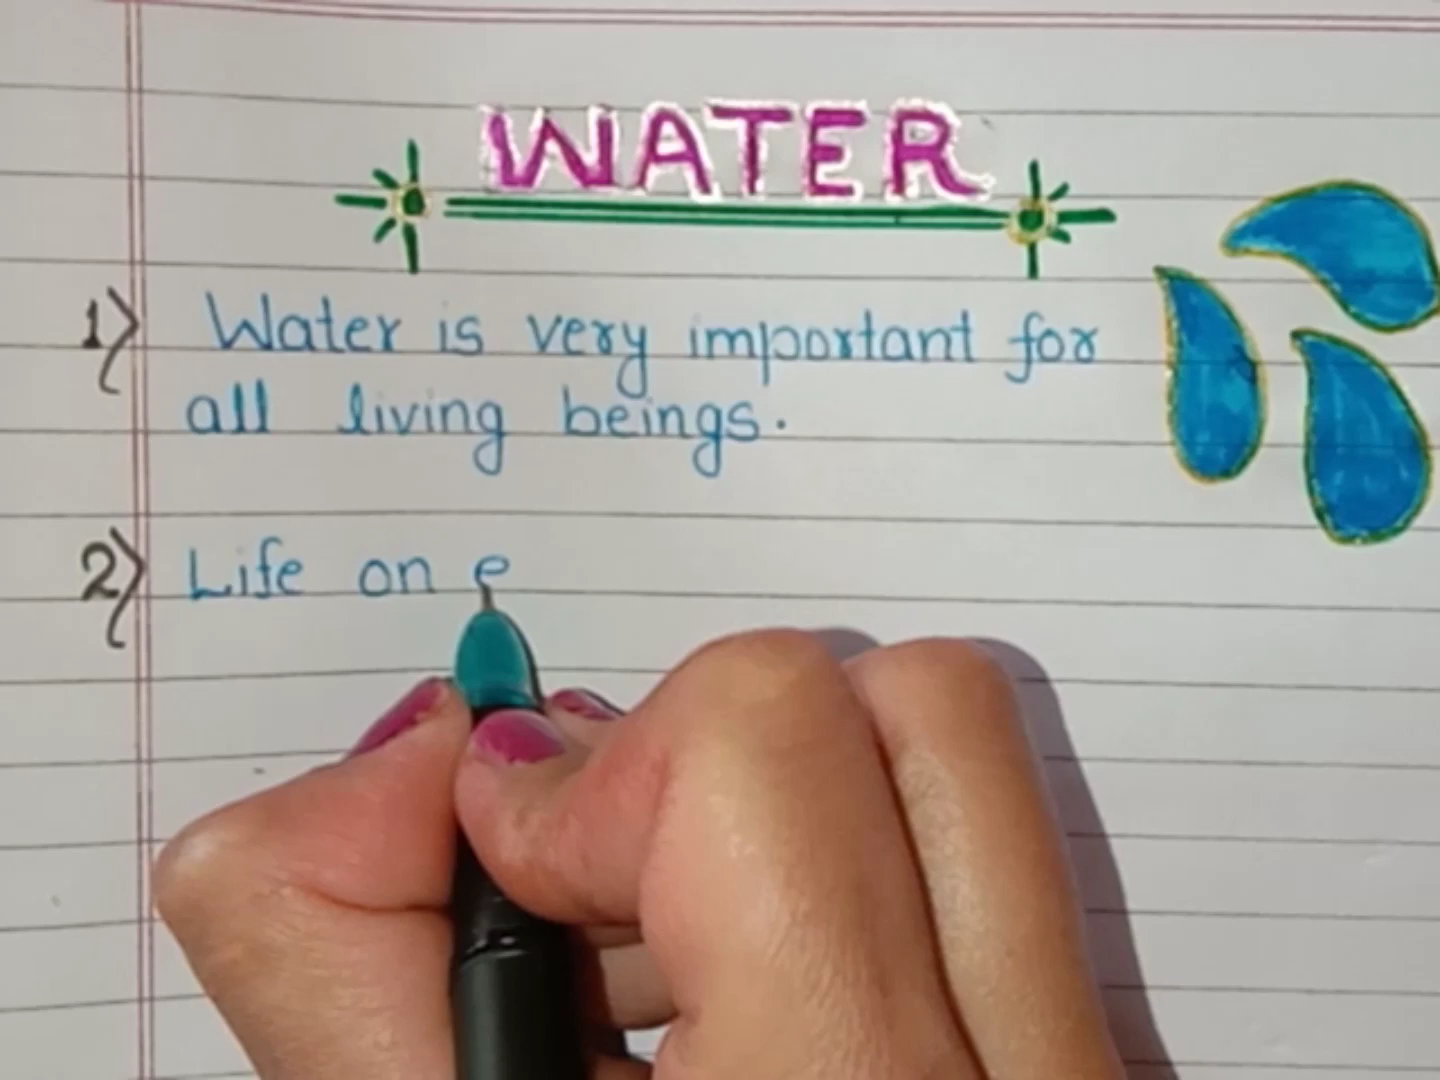 WATER
1) Water is very important for
all living beings.
2) Life on e